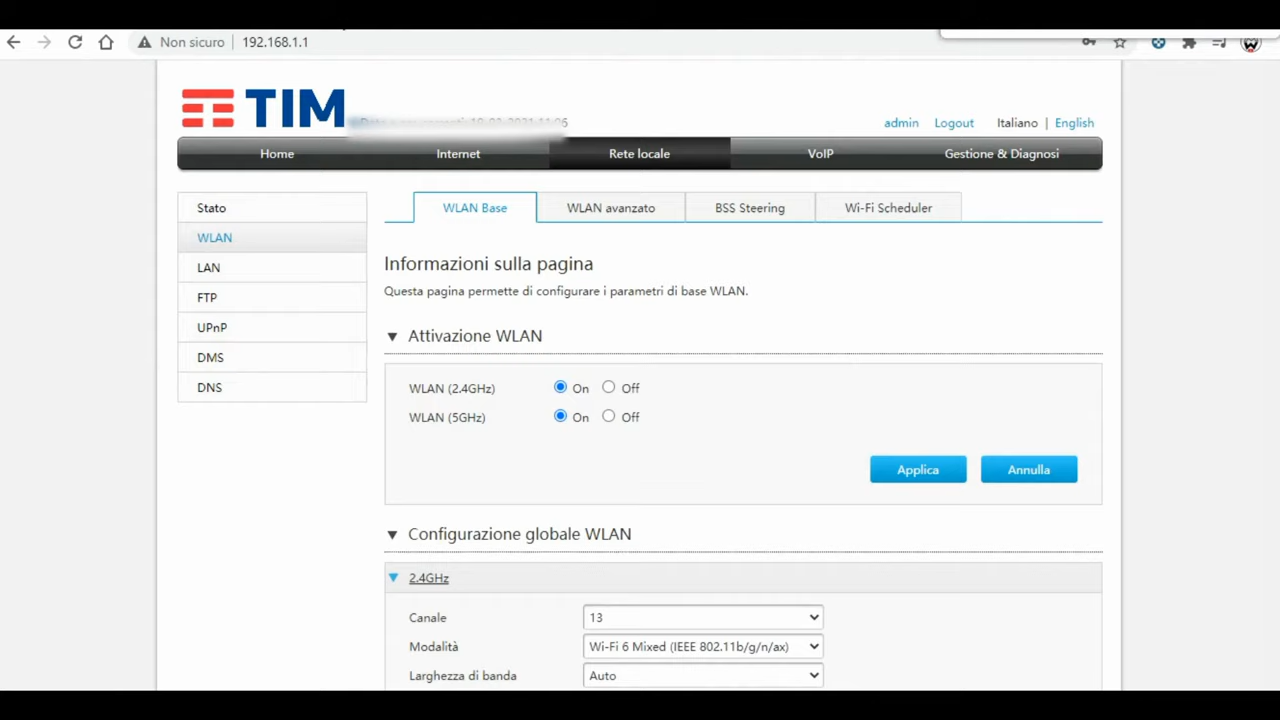 Non sicuro 192.168.1.1
TIM
admin Logout Italiano | English
Home Internet Rete locale VoIP Gestione & Diagnosi
Stato
WLAN
LAN
FTP
UPnP
DMS
DNS
WLAN Base WLAN avanzato BSS Steering Wi-Fi Scheduler
Informazioni sulla pagina
Questa pagina permette di configurare i parametri di base WLAN.
Attivazione WLAN
WLAN (2.4GHz) On Off
WLAN (5GHz) On Off
Applica Annulla
Configurazione globale WLAN
2.4GHz
Canale 13
Modalità Wi-Fi 6 Mixed (IEEE 802.11b/g/n/ax)
Larghezza di banda Auto